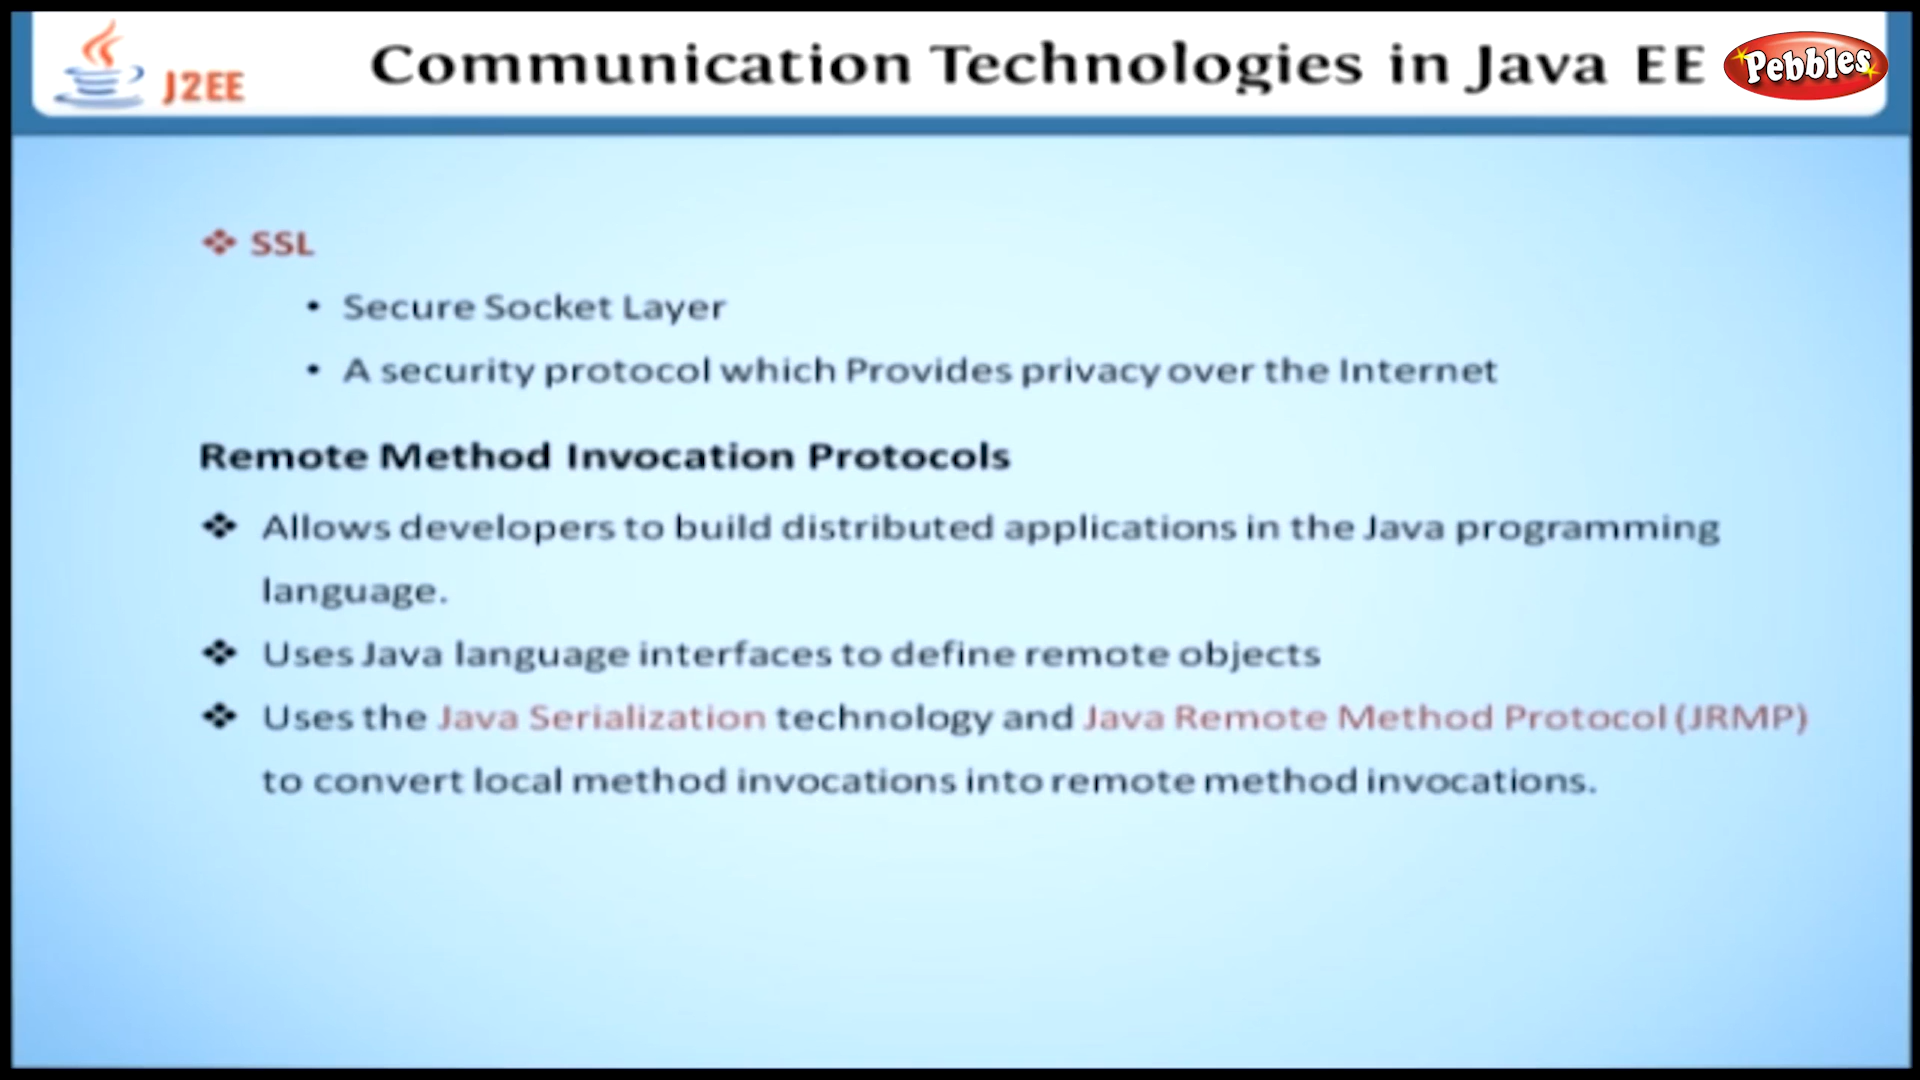 J2EE
Communication Technologies in Java EE
Pebbles
❖ SSL
• Secure Socket Layer
• A security protocol which Provides privacy over the Internet
Remote Method Invocation Protocols
❖ Allows developers to build distributed applications in the Java programming
language.
❖ Uses Java language interfaces to define remote objects
❖ Uses the Java Serialization technology and Java Remote Method Protocol (JRMP)
to convert local method invocations into remote method invocations.